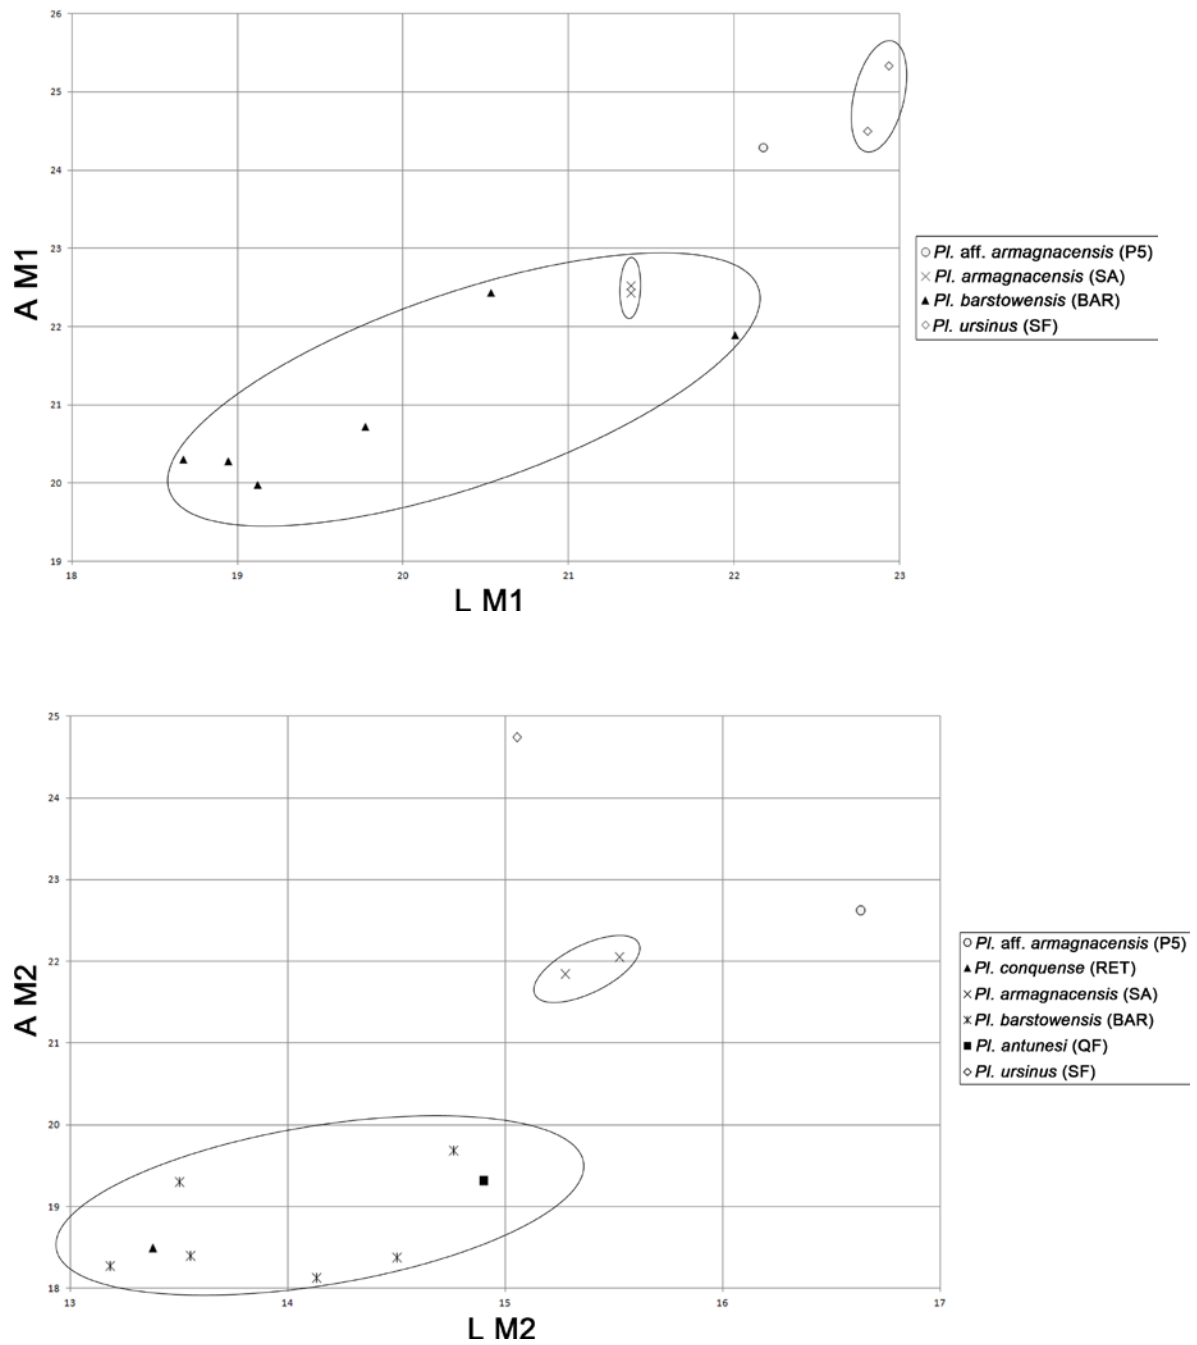 26
25
24
23
22
21
20
19
A M1
18 19 20 21 22 23
L M1
Pl. aff. armagnacensis (P5)
Pl. armagnacensis (SA)
Pl. barstowensis (BAR)
Pl. ursinus (SF)
25
24
23
22
21
20
19
18
A M2
13 14 15 16 17
L M2
Pl. aff. armagnacensis (P5)
Pl. conquense (RET)
Pl. armagnacensis (SA)
Pl. barstowensis (BAR)
Pl. antunesi (QF)
Pl. ursinus (SF)